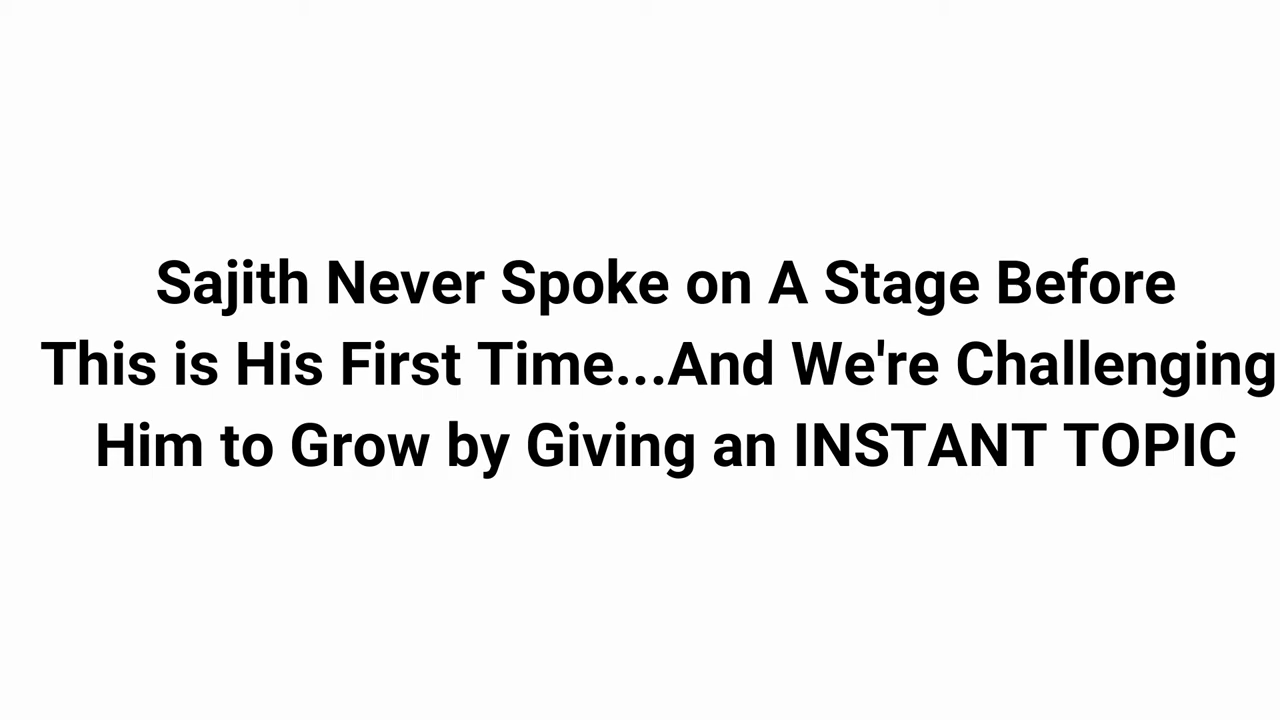 Sajith Never Spoke on A Stage Before
This is His First Time...And We're Challenging
Him to Grow by Giving an INSTANT TOPIC